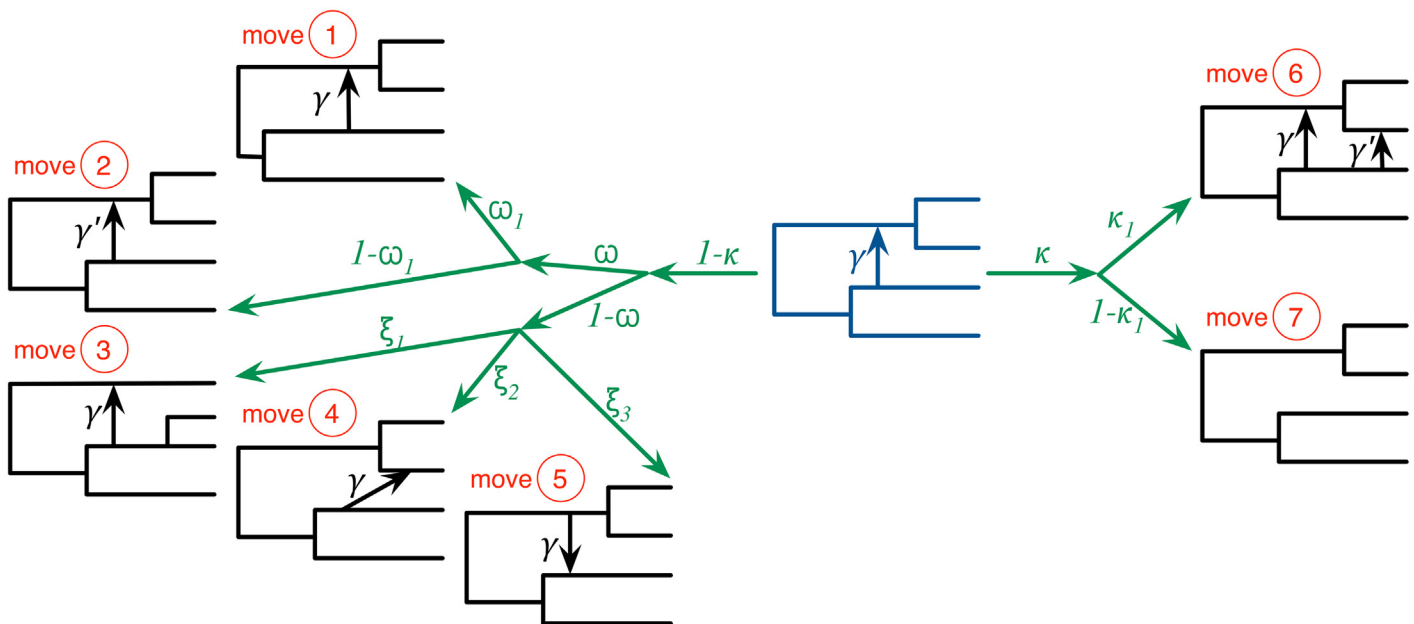 move 1
γ
move 2
γ'
move 3
γ
move 4
γ
move 5
γ
ω1
1-ω1
ω
1-ω
ξ1
ξ2
ξ3
1-κ
γ
κ
κ1
1-κ1
move 6
γ
γ'
move 7